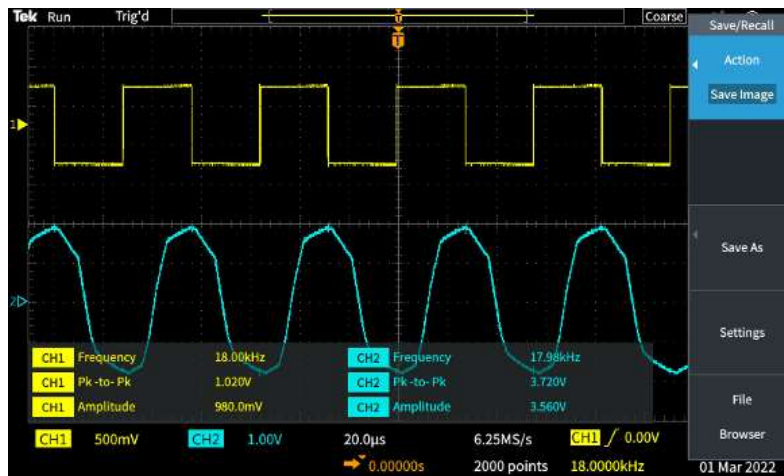 Tek Run Trig'd Coarse
Save/Recall
Action
Save Image
Save As
Settings
File
Browser
1
2
CH1 Frequency 18.00kHz CH2 Frequency 17.98kHz
CH1 Pk-to-Pk 1.020V CH2 Pk-to-Pk 3.720V
CH1 Amplitude 980.0mV CH2 Amplitude 3.560V
CH1 500mV CH2 1.00V 20.0µs 6.25MS/s CH1 0.00V
0.00000s 2000 points 18.0000kHz 01 Mar 2022